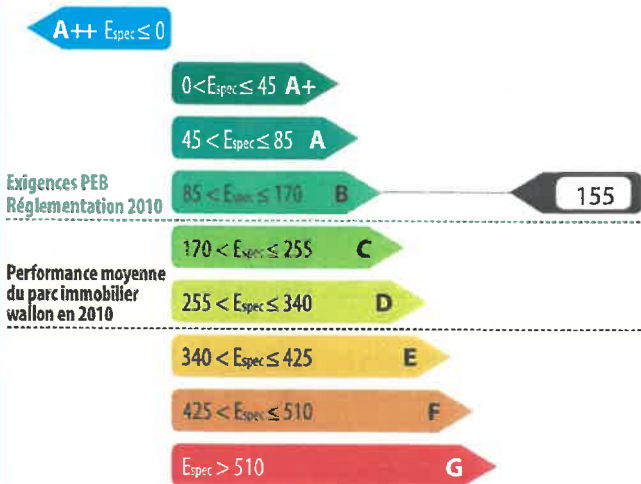 A++ Espec ≤ 0
0<Espec ≤ 45 A+
45 < Espec ≤ 85 A
Exigences PEB
Réglementation 2010
85 < Espec ≤ 170 B
155
170 < Espec ≤ 255 C
Performance moyenne
du parc immobilier
wallon en 2010
255 < Espec ≤ 340 D
340 < Espec ≤ 425 E
425 < Espec ≤ 510 F
Espec > 510 G